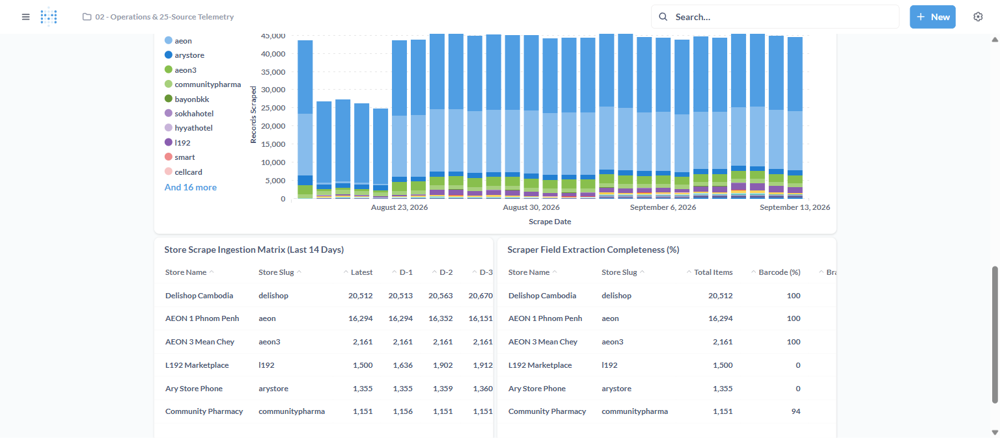 02 - Operations & 25-Source Telemetry
Search...
New
aeon
arystore
aeon3
communitypharma
bayonbkk
sokhahotel
hyyathotel
l192
smart
cellcard
And 16 more
Records Scraped
45,000
40,000
35,000
30,000
25,000
20,000
15,000
10,000
5,000
0
August 23, 2026
August 30, 2026
September 6, 2026
September 13, 2026
Scrape Date
Store Scrape Ingestion Matrix (Last 14 Days)
Store Name Store Slug Latest D-1 D-2 D-3
Delishop Cambodia delishop 20,512 20,513 20,563 20,670
AEON 1 Phnom Penh aeon 16,294 16,294 16,352 16,151
AEON 3 Mean Chey aeon3 2,161 2,161 2,161 2,161
L192 Marketplace l192 1,500 1,636 1,902 1,912
Ary Store Phone arystore 1,355 1,355 1,359 1,360
Community Pharmacy communitypharma 1,151 1,156 1,151 1,151
Scraper Field Extraction Completeness (%)
Store Name Store Slug Total Items Barcode (%)
Delishop Cambodia delishop 20,512 100
AEON 1 Phnom Penh aeon 16,294 100
AEON 3 Mean Chey aeon3 2,161 100
L192 Marketplace l192 1,500 0
Ary Store Phone arystore 1,355 0
Community Pharmacy communitypharma 1,151 94